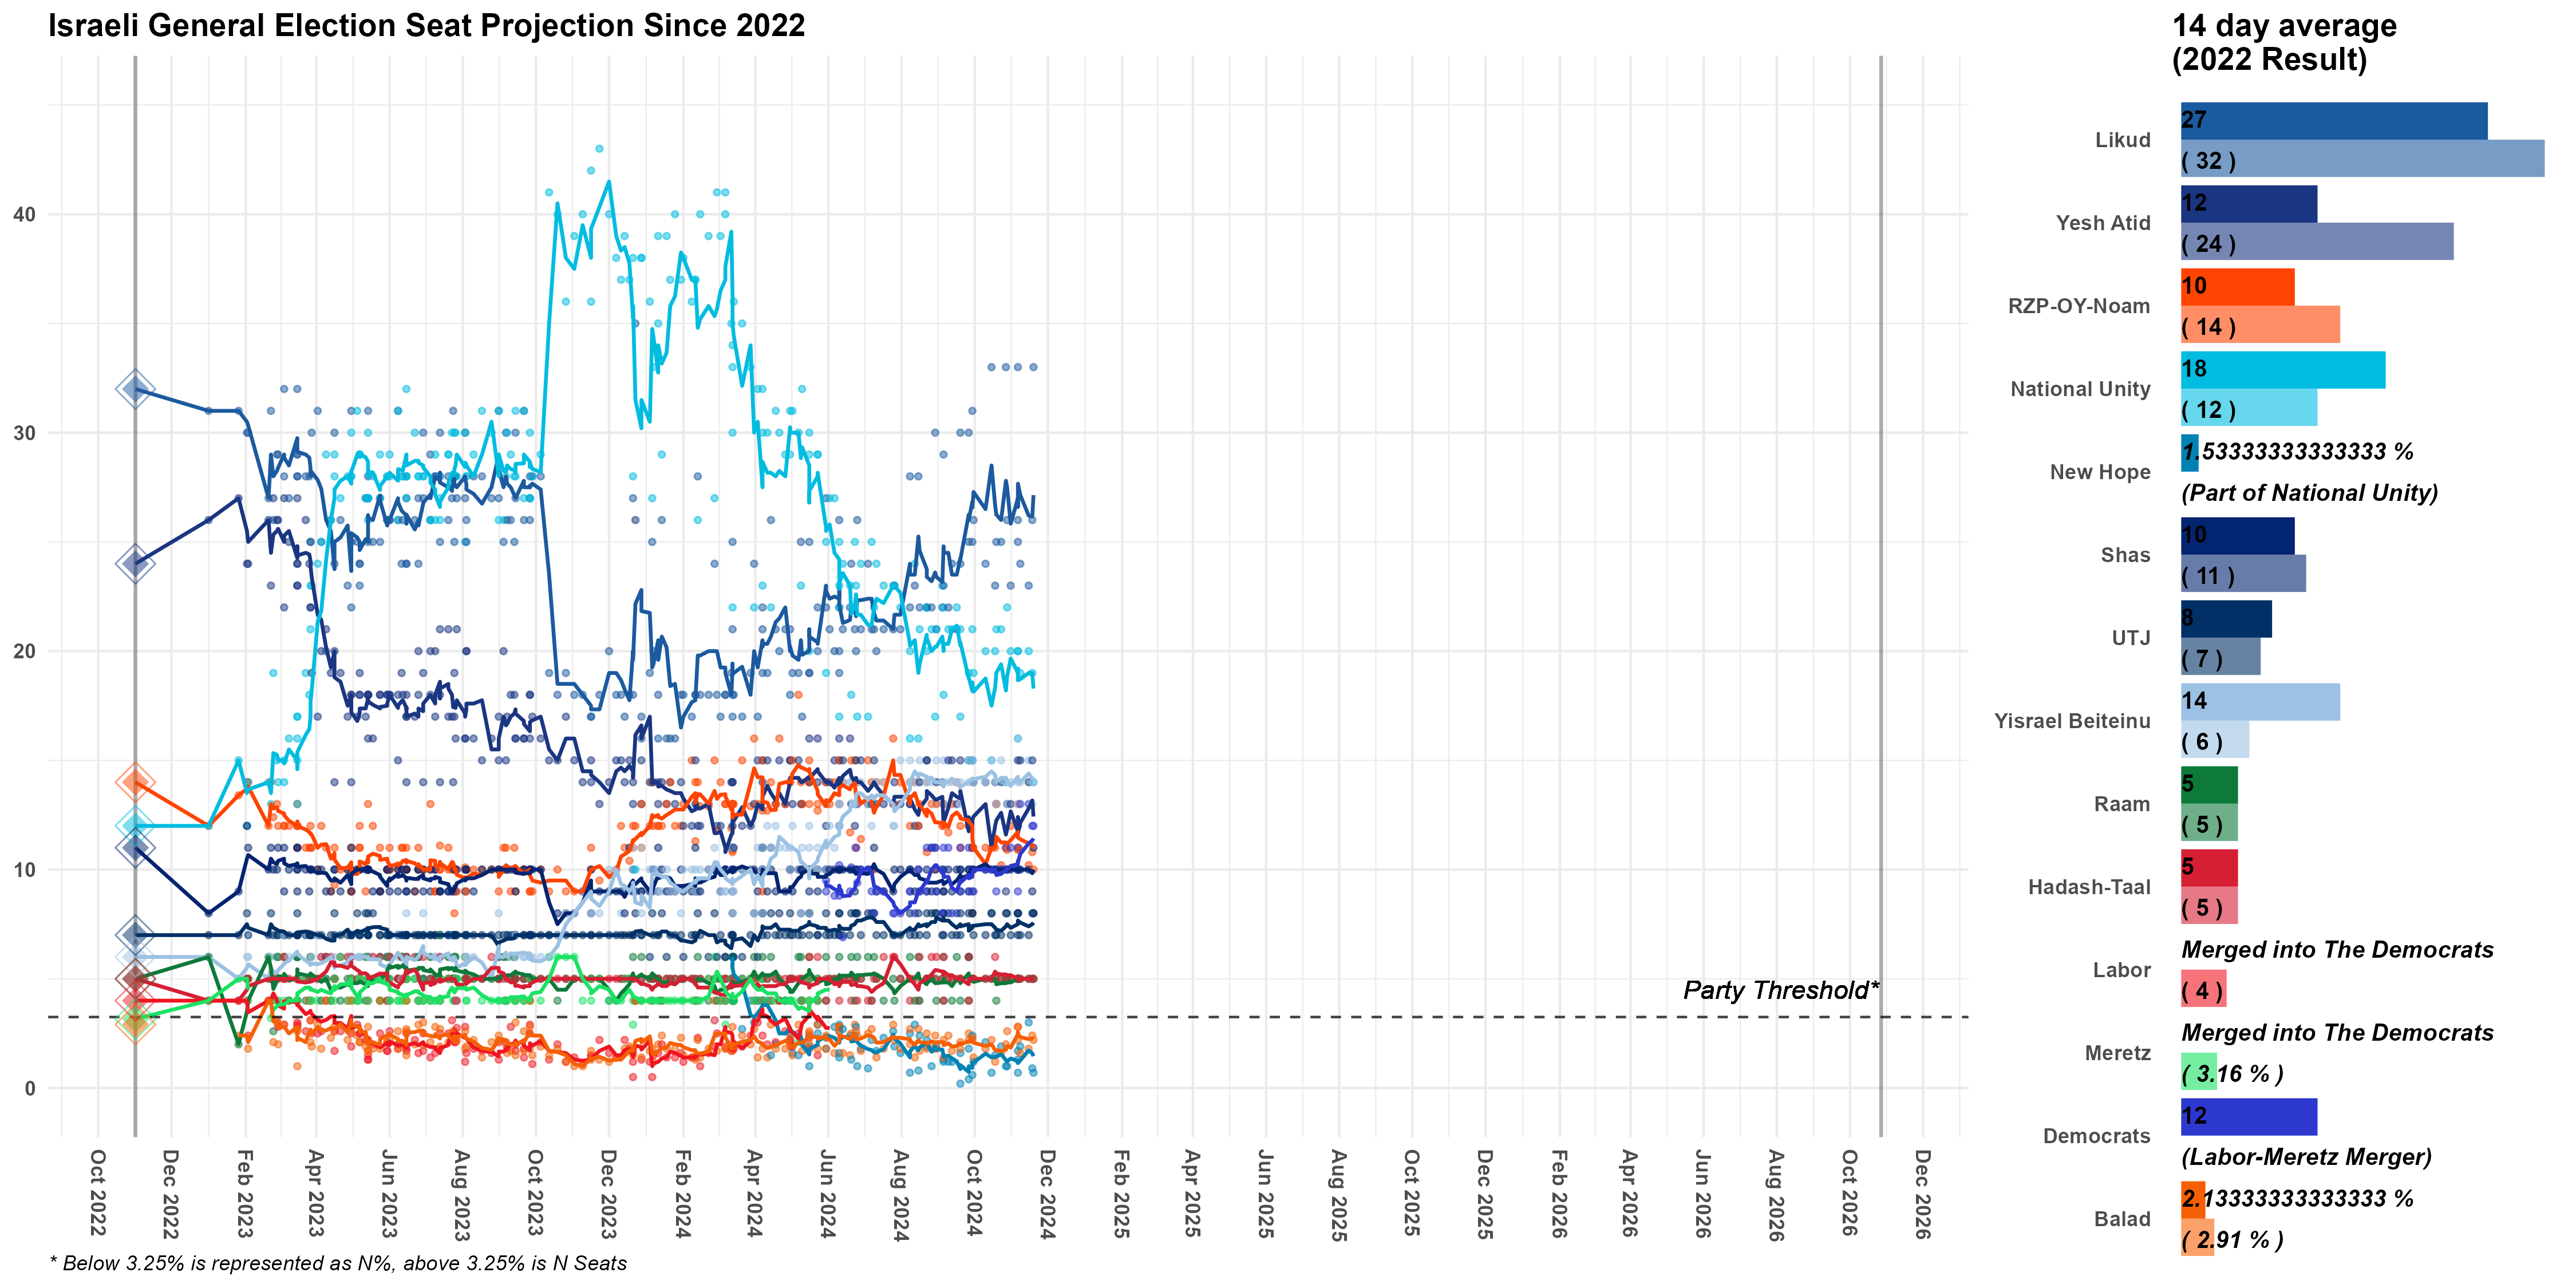 Israeli General Election Seat Projection Since 2022
14 day average
(2022 Result)
40
30
20
10
0
Party Threshold*
Oct 2022
Dec 2022
Feb 2023
Apr 2023
Jun 2023
Aug 2023
Oct 2023
Dec 2023
Feb 2024
Apr 2024
Jun 2024
Aug 2024
Oct 2024
Dec 2024
Feb 2025
Apr 2025
Jun 2025
Aug 2025
Oct 2025
Dec 2025
Feb 2026
Apr 2026
Jun 2026
Aug 2026
Oct 2026
Dec 2026
* Below 3.25% is represented as N%, above 3.25% is N Seats
Likud
27
( 32 )
Yesh Atid
12
( 24 )
RZP-OY-Noam
10
( 14 )
National Unity
18
( 12 )
New Hope
1.53333333333333 %
(Part of National Unity)
Shas
10
( 11 )
UTJ
8
( 7 )
Yisrael Beiteinu
14
( 6 )
Raam
5
( 5 )
Hadash-Taal
5
( 5 )
Labor
Merged into The Democrats
( 4 )
Meretz
Merged into The Democrats
( 3.16 % )
Democrats
12
(Labor-Meretz Merger)
Balad
2.13333333333333 %
( 2.91 % )